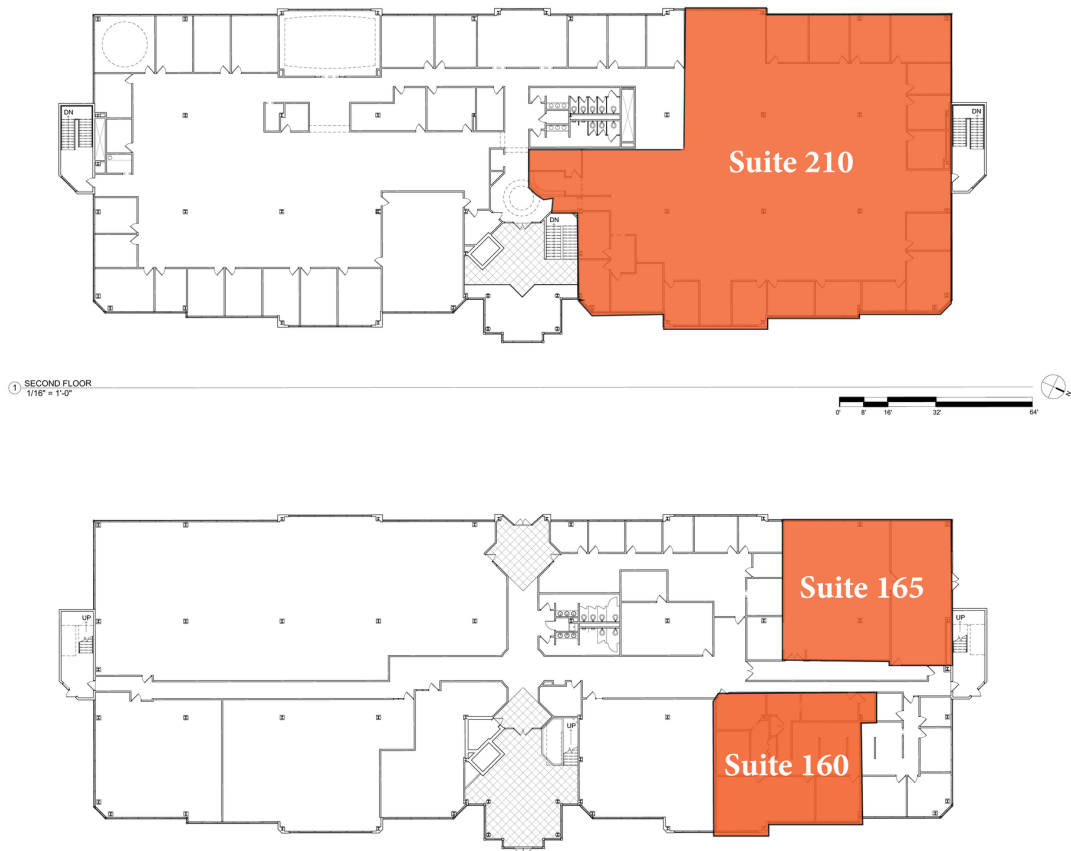 DN
DN
Suite 210
DN
1 SECOND FLOOR
1/16" = 1'-0"
N
0' 8' 16' 32' 64'
Suite 165
UP
UP
UP
Suite 160